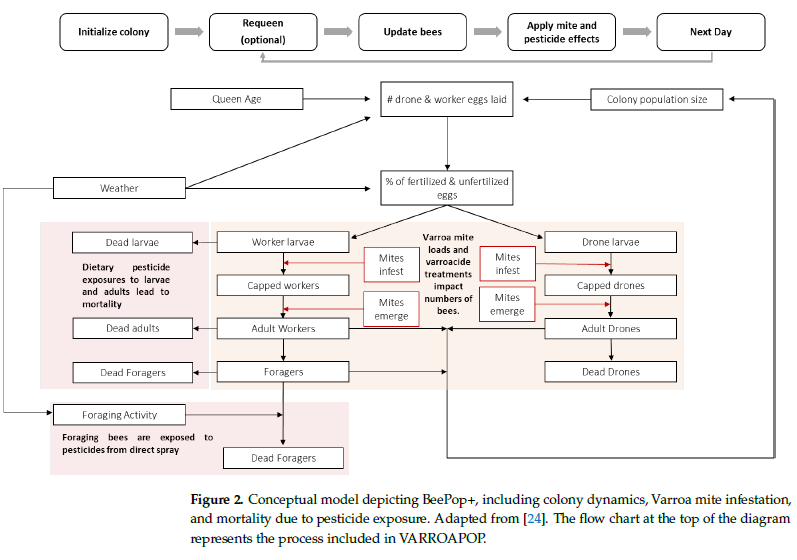 Initialize colony
Requeen
(optional)
Update bees
Apply mite and
pesticide effects
Next Day
Queen Age
# drone & worker eggs laid
Colony population size
Weather
% of fertilized & unfertilized
eggs
Dead larvae
Worker larvae
Varroa mite
loads and
varroacide
treatments
impact
numbers of
bees.
Drone larvae
Dietary pesticide
exposures to larvae
and adults lead to
mortality
Mites
infest
Mites
infest
Capped workers
Capped drones
Mites
emerge
Mites
emerge
Dead adults
Adult Workers
Adult Drones
Dead Foragers
Foragers
Dead Drones
Foraging Activity
Foraging bees are exposed to
pesticides from direct spray
Dead Foragers
Figure 2. Conceptual model depicting BeePop+, including colony dynamics, Varroa mite infestation,
and mortality due to pesticide exposure. Adapted from [24]. The flow chart at the top of the diagram
represents the process included in VARROAPOP.